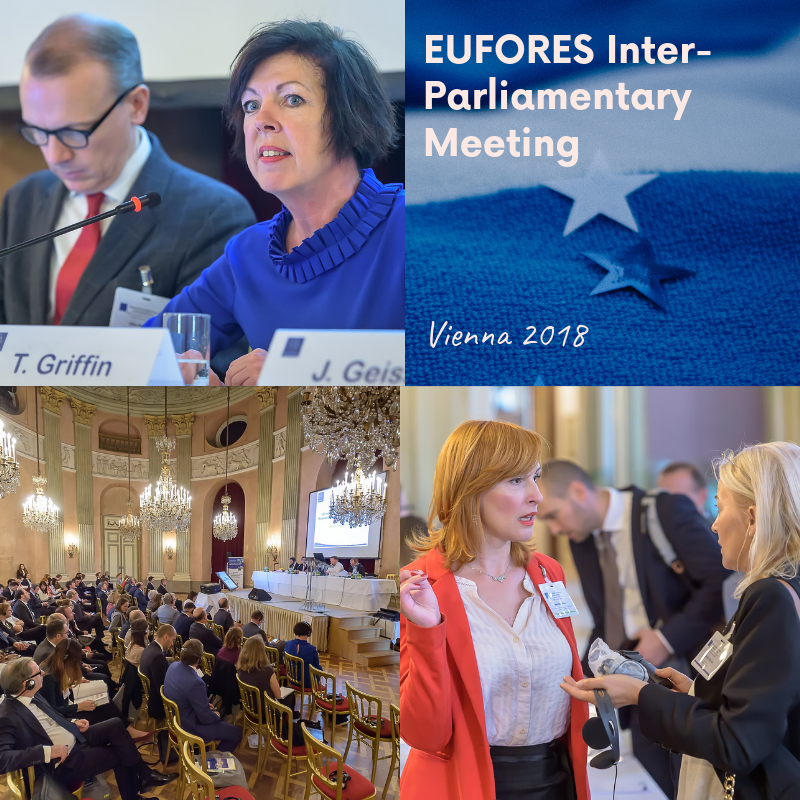 EUFORES Inter-
Parliamentary
Meeting
Vienna 2018
T. Griffin
J. Geis